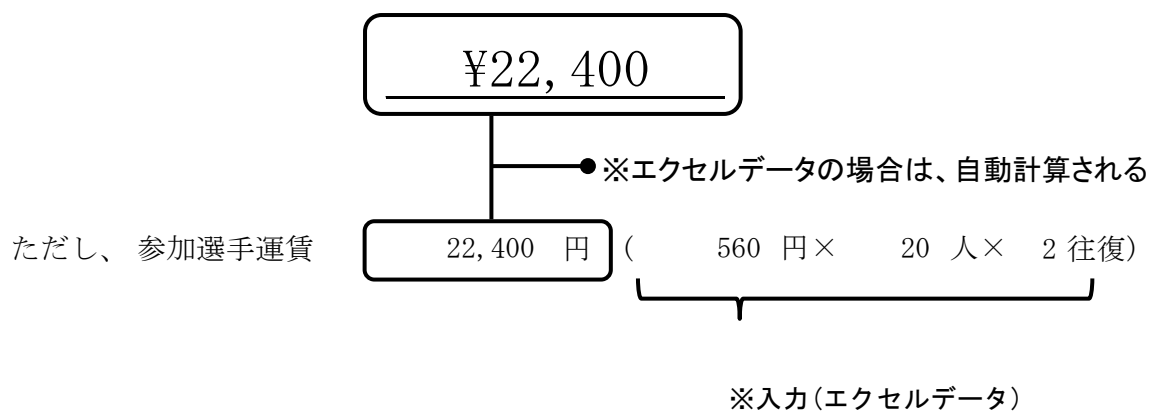 ¥22,400
※エクセルデータの場合は、自動計算される
ただし、 参加選手運賃 22,400 円 ( 560 円× 20 人× 2 往復)
※入力(エクセルデータ)